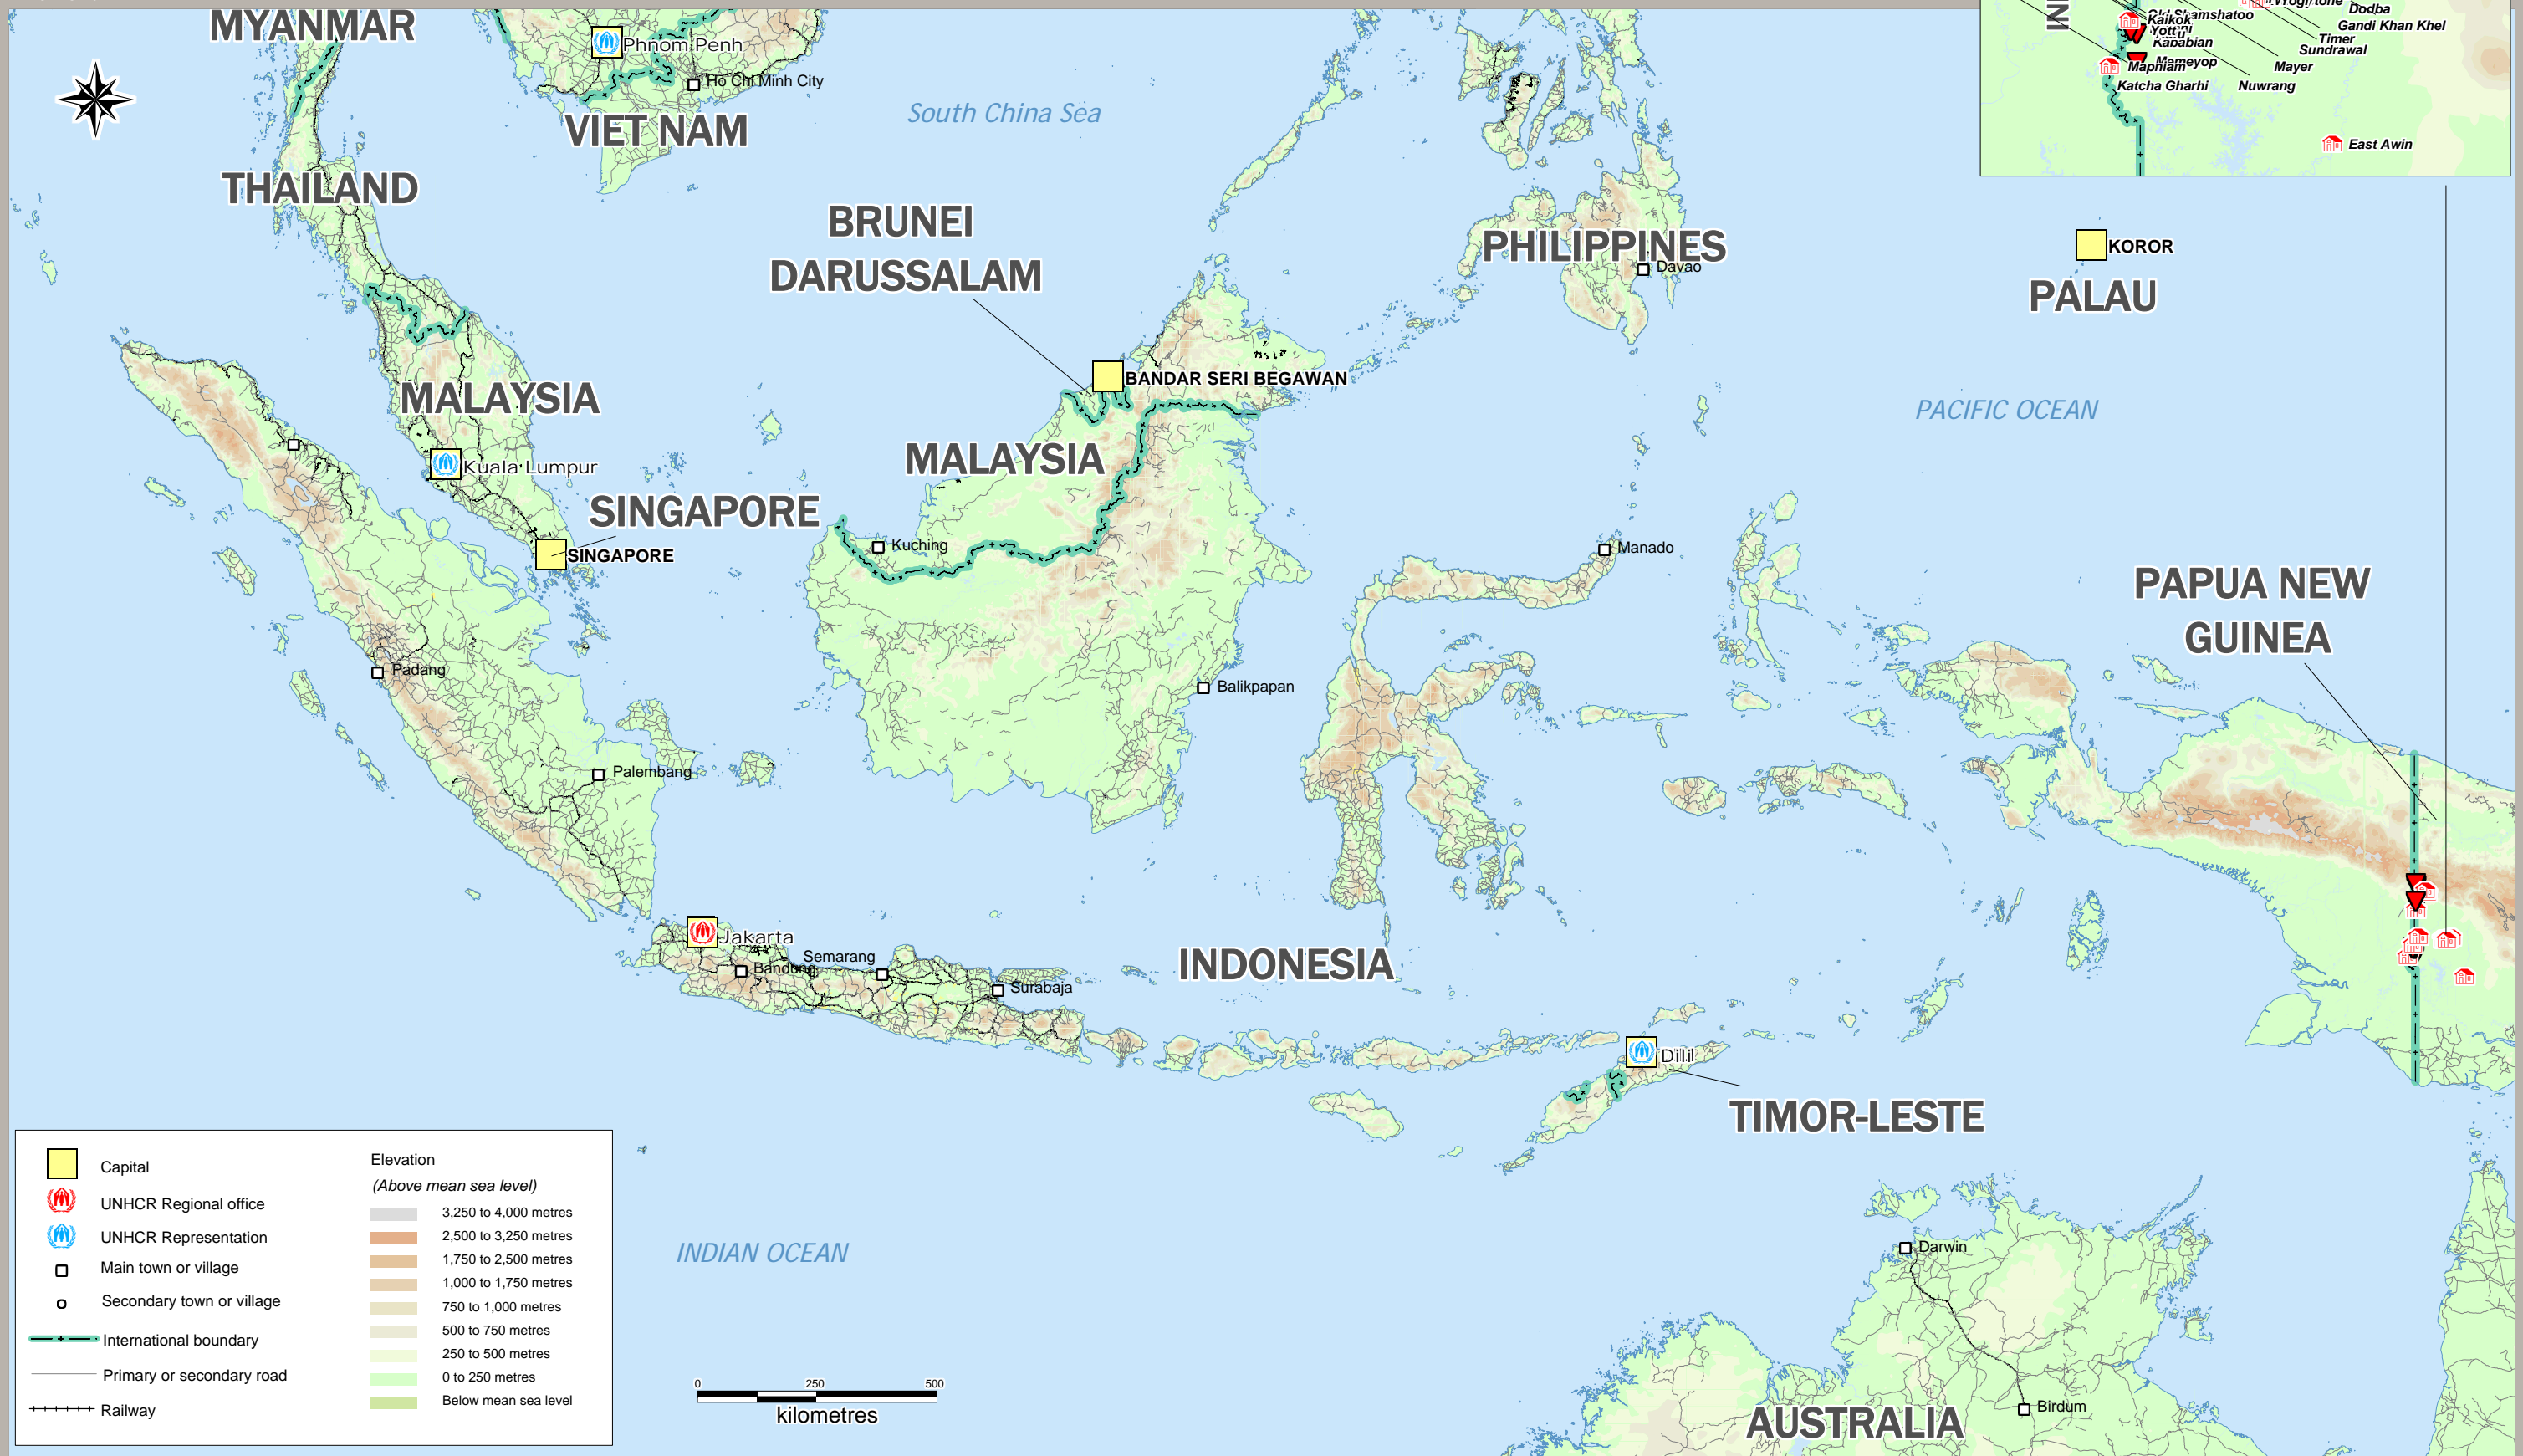 MYANMAR
Phnom Penh
Ho Chi Minh City
VIET NAM
South China Sea
THAILAND
BRUNEI
DARUSSALAM
PHILIPPINES
Davao
KOROR
PALAU
Dodba
Gandi Khan Khel
Kaikok
Timer
Sundrawal
Kababian
Mayer
Nuwrang
Katcha Gharhi
East Awin
MALAYSIA
BANDAR SERI BEGAWAN
PACIFIC OCEAN
MALAYSIA
Kuala Lumpur
SINGAPORE
SINGAPORE
Kuching
Manado
PAPUA NEW
GUINEA
Padang
Balikpapan
Palembang
Jakarta
Bandung
Semarang
Surabaja
INDONESIA
TIMOR-LESTE
INDIAN OCEAN
Darwin
Birdum
AUSTRALIA
Capital
UNHCR Regional office
UNHCR Representation
Main town or village
Secondary town or village
International boundary
Primary or secondary road
Railway
Elevation
(Above mean sea level)
3,250 to 4,000 metres
2,500 to 3,250 metres
1,750 to 2,500 metres
1,000 to 1,750 metres
750 to 1,000 metres
500 to 750 metres
250 to 500 metres
0 to 250 metres
Below mean sea level
0 250 500
kilometres